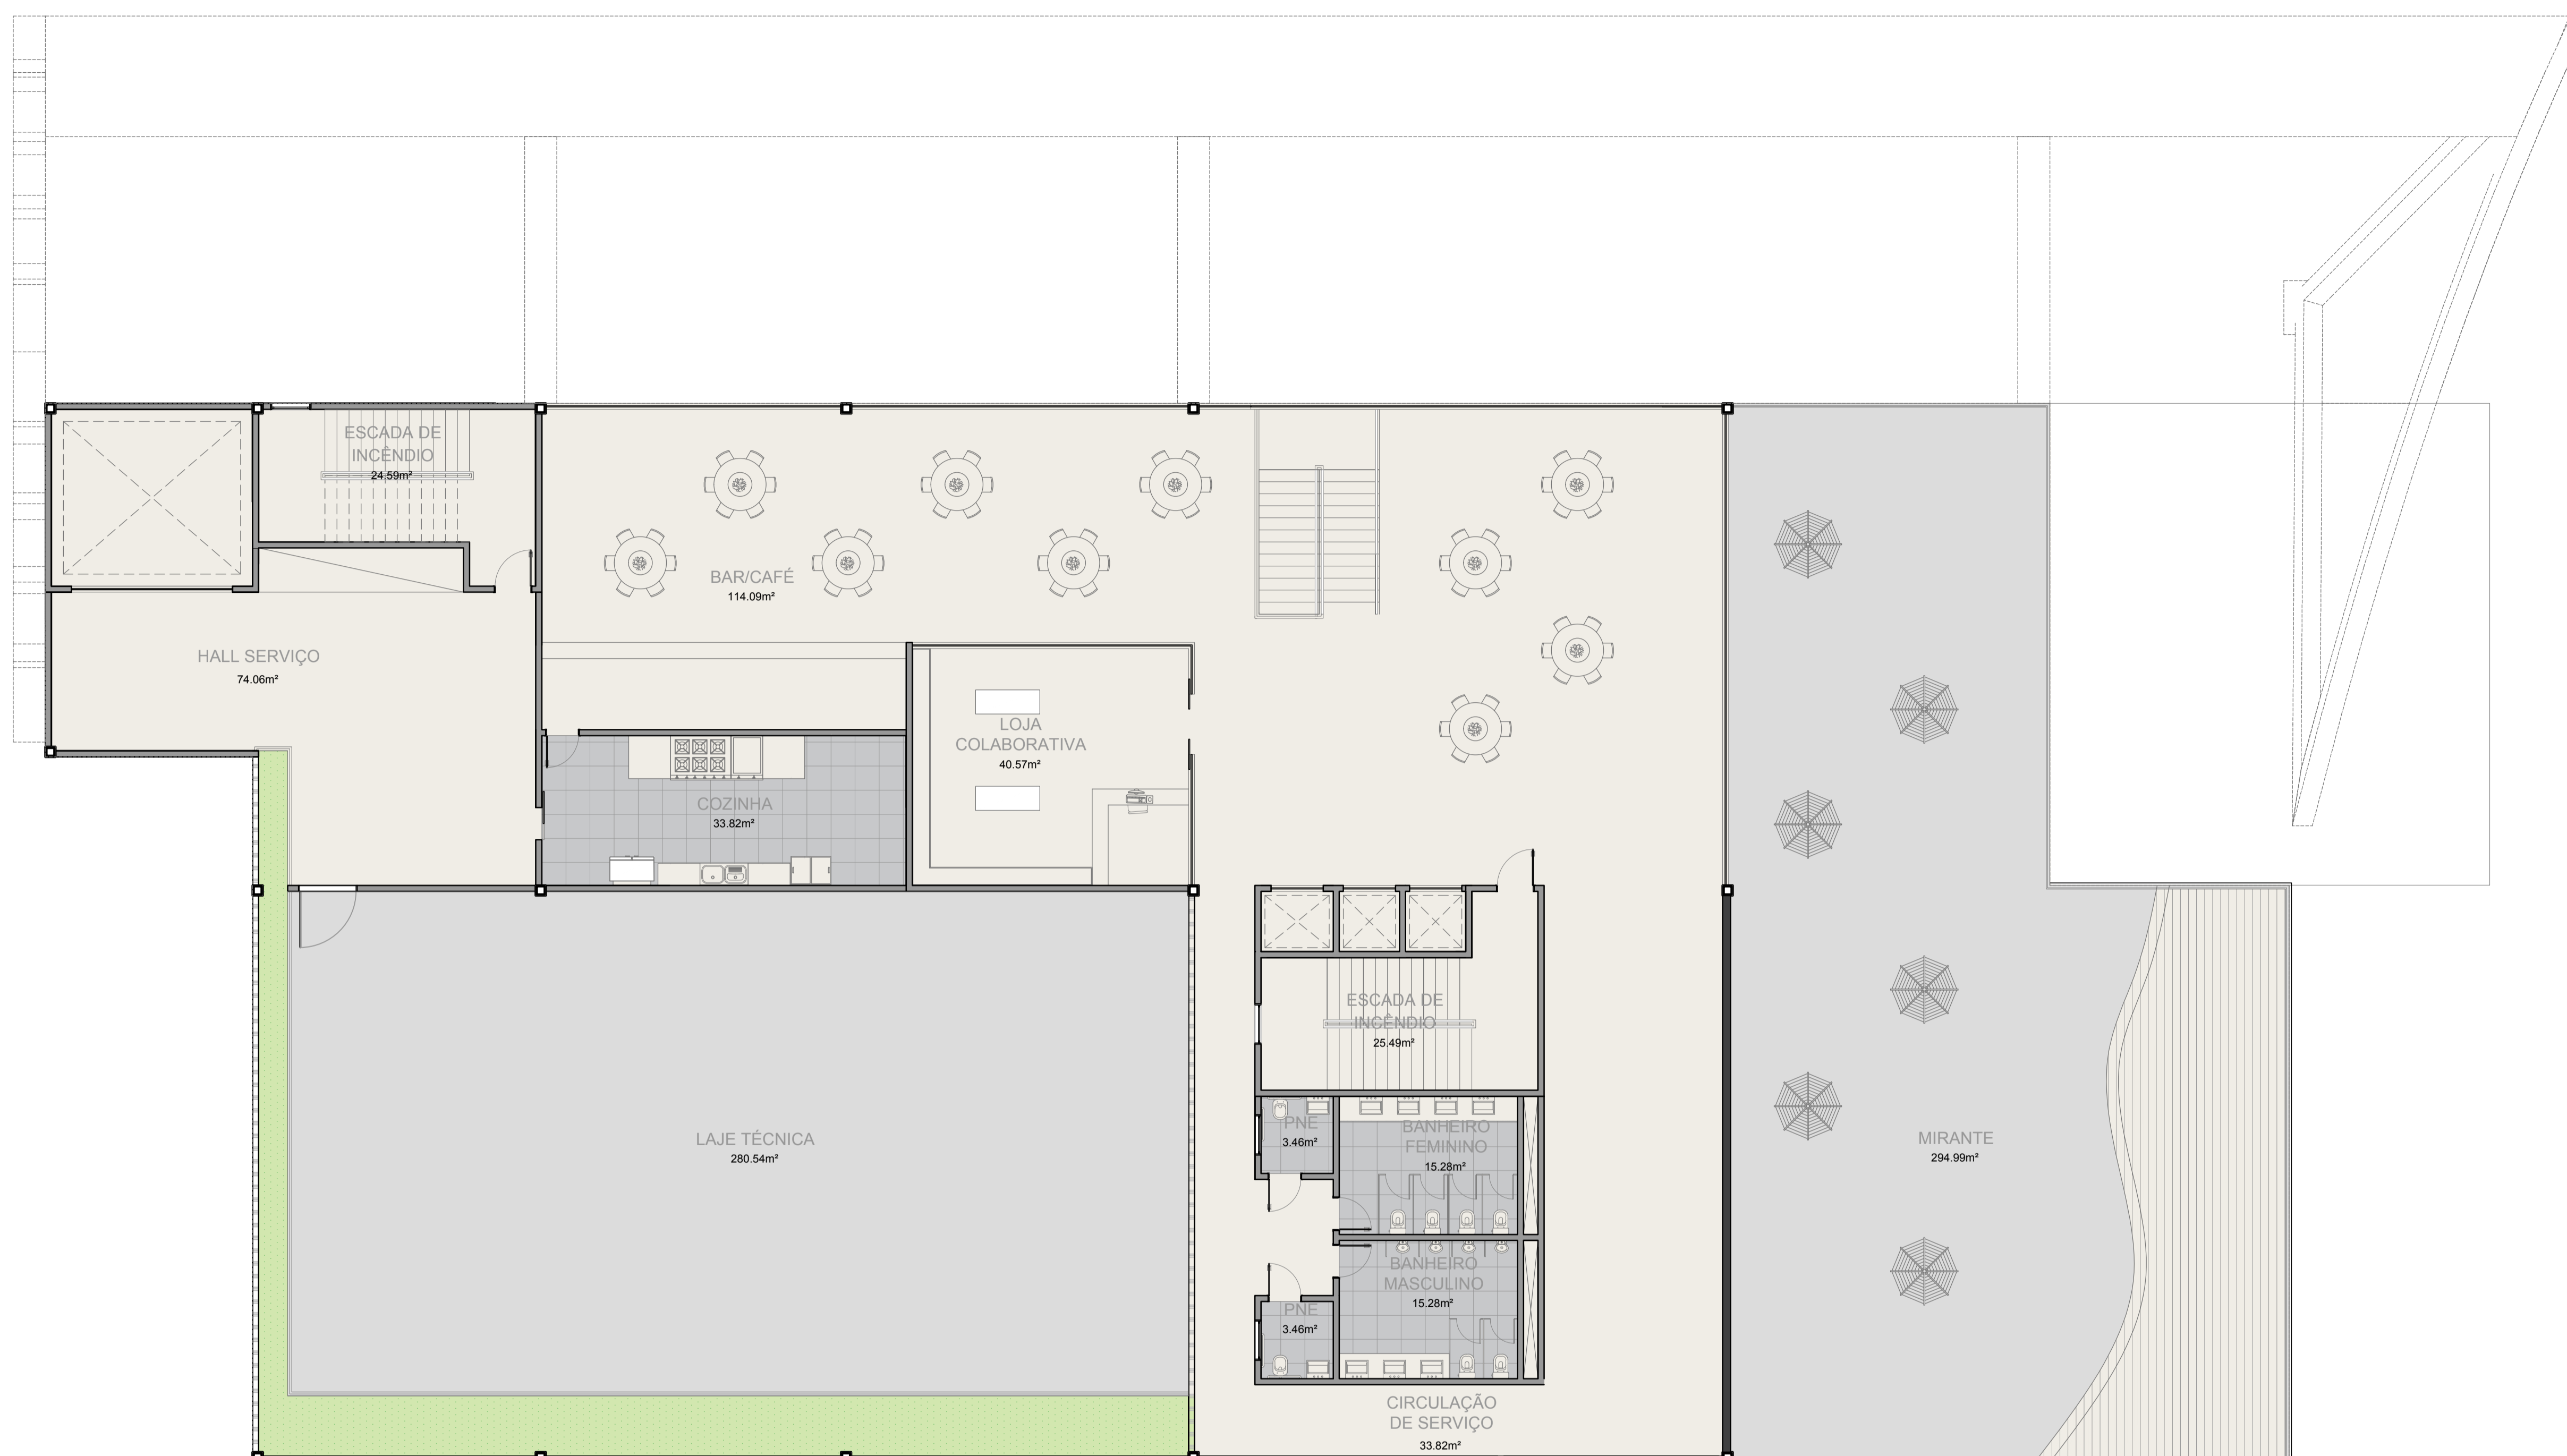 ESCADA DE
INCÊNDIO
24.59m²
BAR/CAFÉ
114.09m²
HALL SERVIÇO
74.06m²
LOJA
COLABORATIVA
40.57m²
COZINHA
33.82m²
ESCADA DE
INCÊNDIO
25.49m²
PNE
3.46m²
BANHEIRO
FEMININO
15.28m²
LAJE TÉCNICA
280.54m²
MIRANTE
294.99m²
BANHEIRO
MASCULINO
15.28m²
PNE
3.46m²
CIRCULAÇÃO
DE SERVIÇO
33.82m²